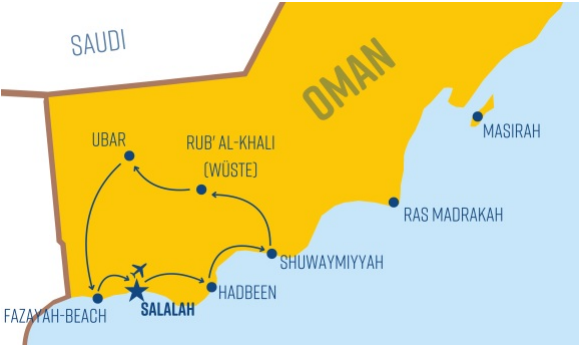 SAUDI
OMAN
UBAR
RUB' AL-KHALI
(WÜSTE)
MASIRAH
RAS MADRAKAH
SHUWAYMIYYAH
HADBEEN
SALALAH
FAZAYAH-BEACH